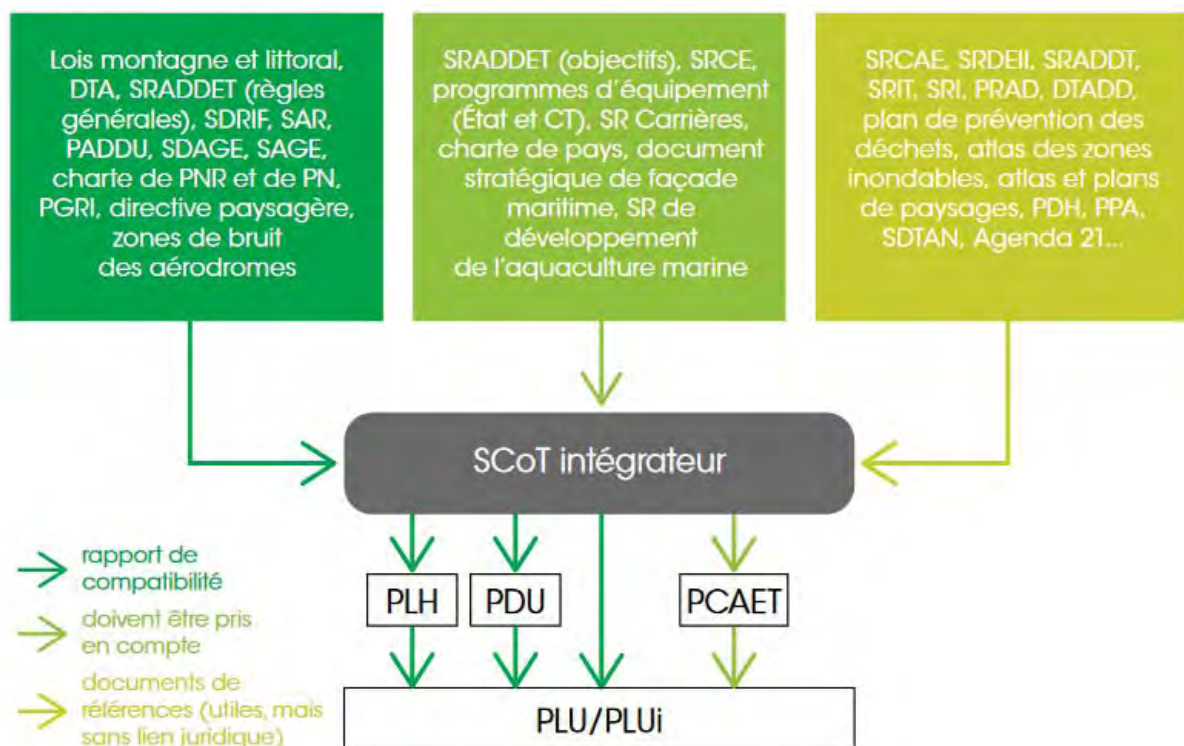 Lois montagne et littoral,
DTA, SRADDET (règles
générales), SDRIF, SAR,
PADDU, SDAGE, SAGE,
charte de PNR et de PN,
PGRI, directive paysagère,
zones de bruit
des aérodromes
SRADDET (objectifs), SRCE,
programmes d'équipement
(État et CT), SR Carrières,
charte de pays, document
stratégique de façade
maritime, SR de
développement
de l'aquaculture marine
SRCAE, SRDEII, SRADDT,
SRIT, SRI, PRAD, DTADD,
plan de prévention des
déchets, atlas des zones
inondables, atlas et plans
de paysages, PDH, PPA,
SDTAN, Agenda 21...
SCoT intégrateur
rapport de
compatibilité
doivent être pris
en compte
documents de
références (utiles, mais
sans lien juridique)
PLH
PDU
PCAET
PLU/PLUi